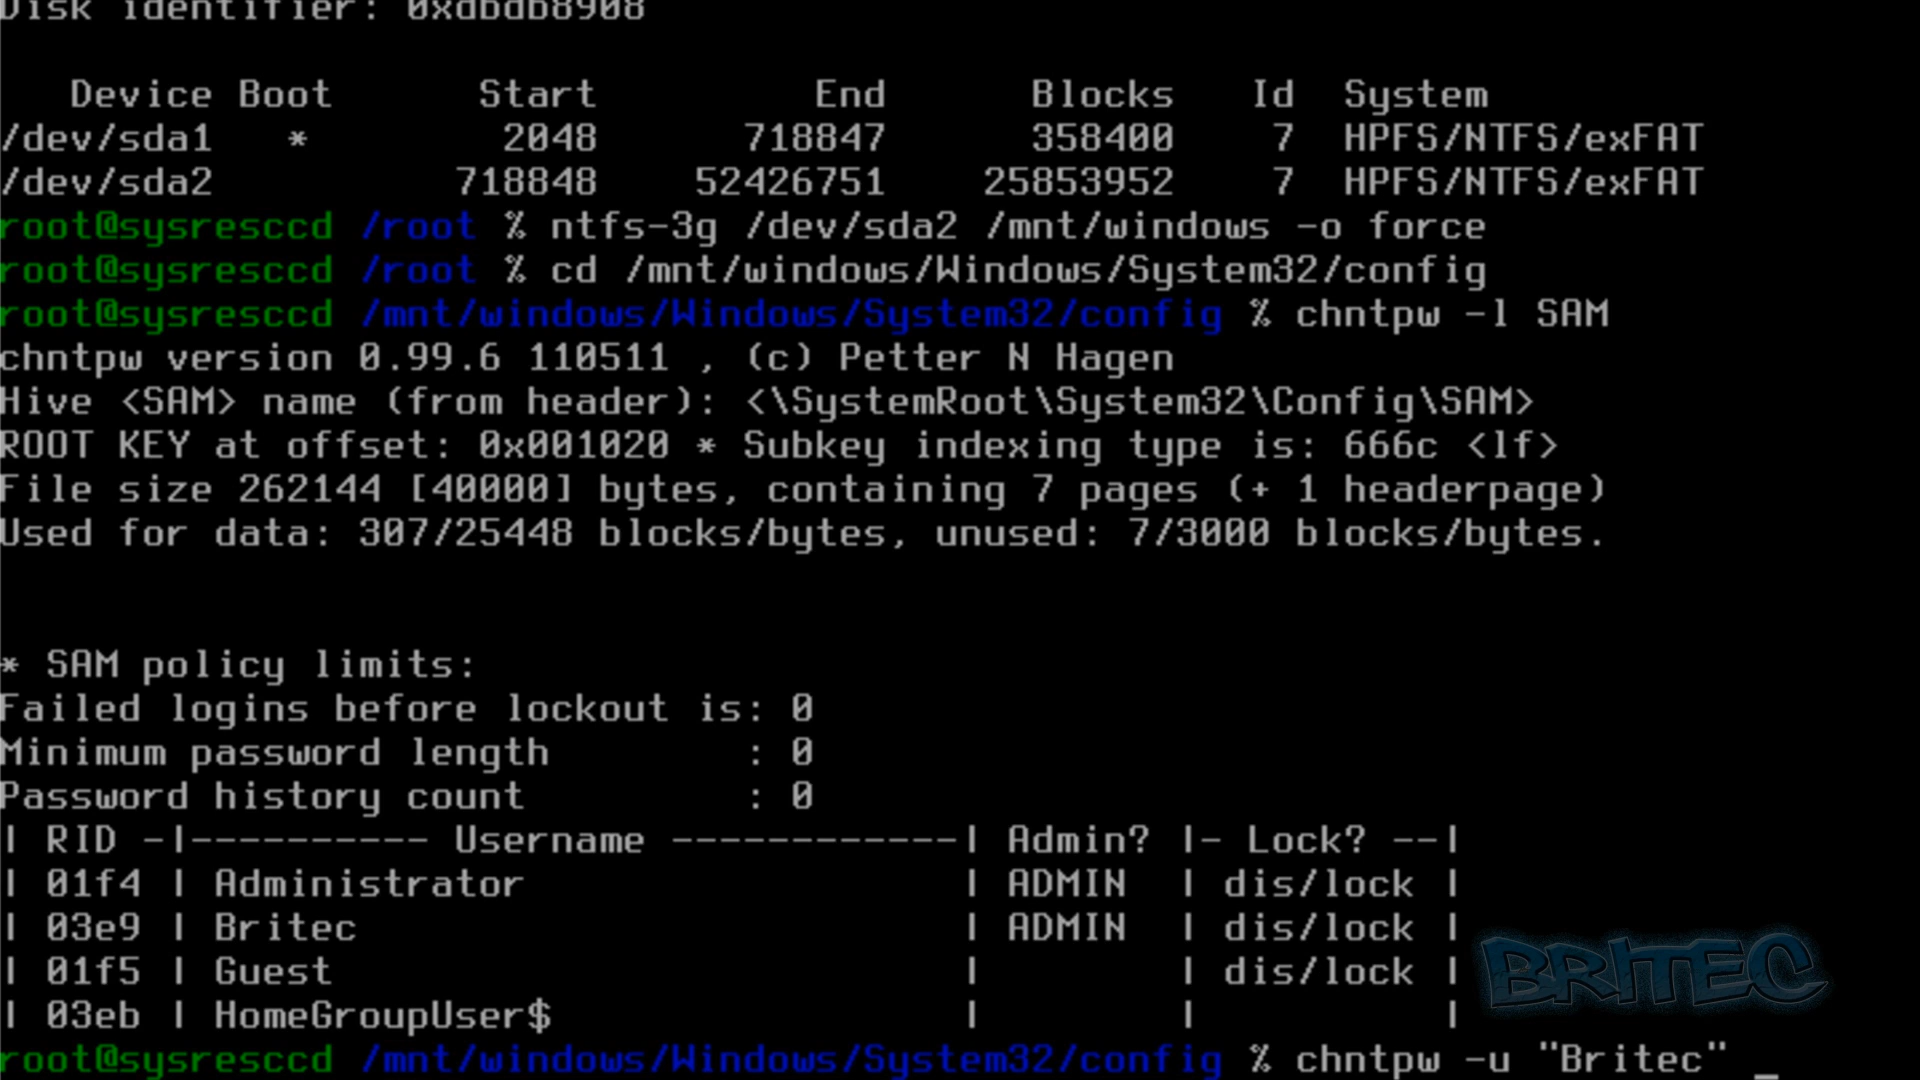 Disk identifier: 0xdbdb8908
Device Boot Start End Blocks Id System
/dev/sda1 * 2048 718847 358400 7 HPFS/NTFS/exFAT
/dev/sda2 718848 52426751 25853952 7 HPFS/NTFS/exFAT
root@sysresccd /root % ntfs-3g /dev/sda2 /mnt/windows -o force
root@sysresccd /root % cd /mnt/windows/Windows/System32/config
root@sysresccd /mnt/windows/Windows/System32/config % chntpw -l SAM
chntpw version 0.99.6 110511 , (c) Petter N Hagen
Hive <SAM> name (from header): <\SystemRoot\System32\Config\SAM>
ROOT KEY at offset: 0x001020 * Subkey indexing type is: 666c <lf>
File size 262144 [40000] bytes, containing 7 pages (+ 1 headerpage)
Used for data: 307/25448 blocks/bytes, unused: 7/3000 blocks/bytes.
* SAM policy limits:
Failed logins before lockout is: 0
Minimum password length : 0
Password history count : 0
| RID -|---------- Username ------------| Admin? |- Lock? --|
| 01f4 | Administrator | ADMIN | dis/lock |
| 03e9 | Britec | ADMIN | dis/lock |
| 01f5 | Guest | | dis/lock |
| 03eb | HomeGroupUser$ | | |
root@sysresccd /mnt/windows/Windows/System32/config % chntpw -u "Britec" _
BRITEC